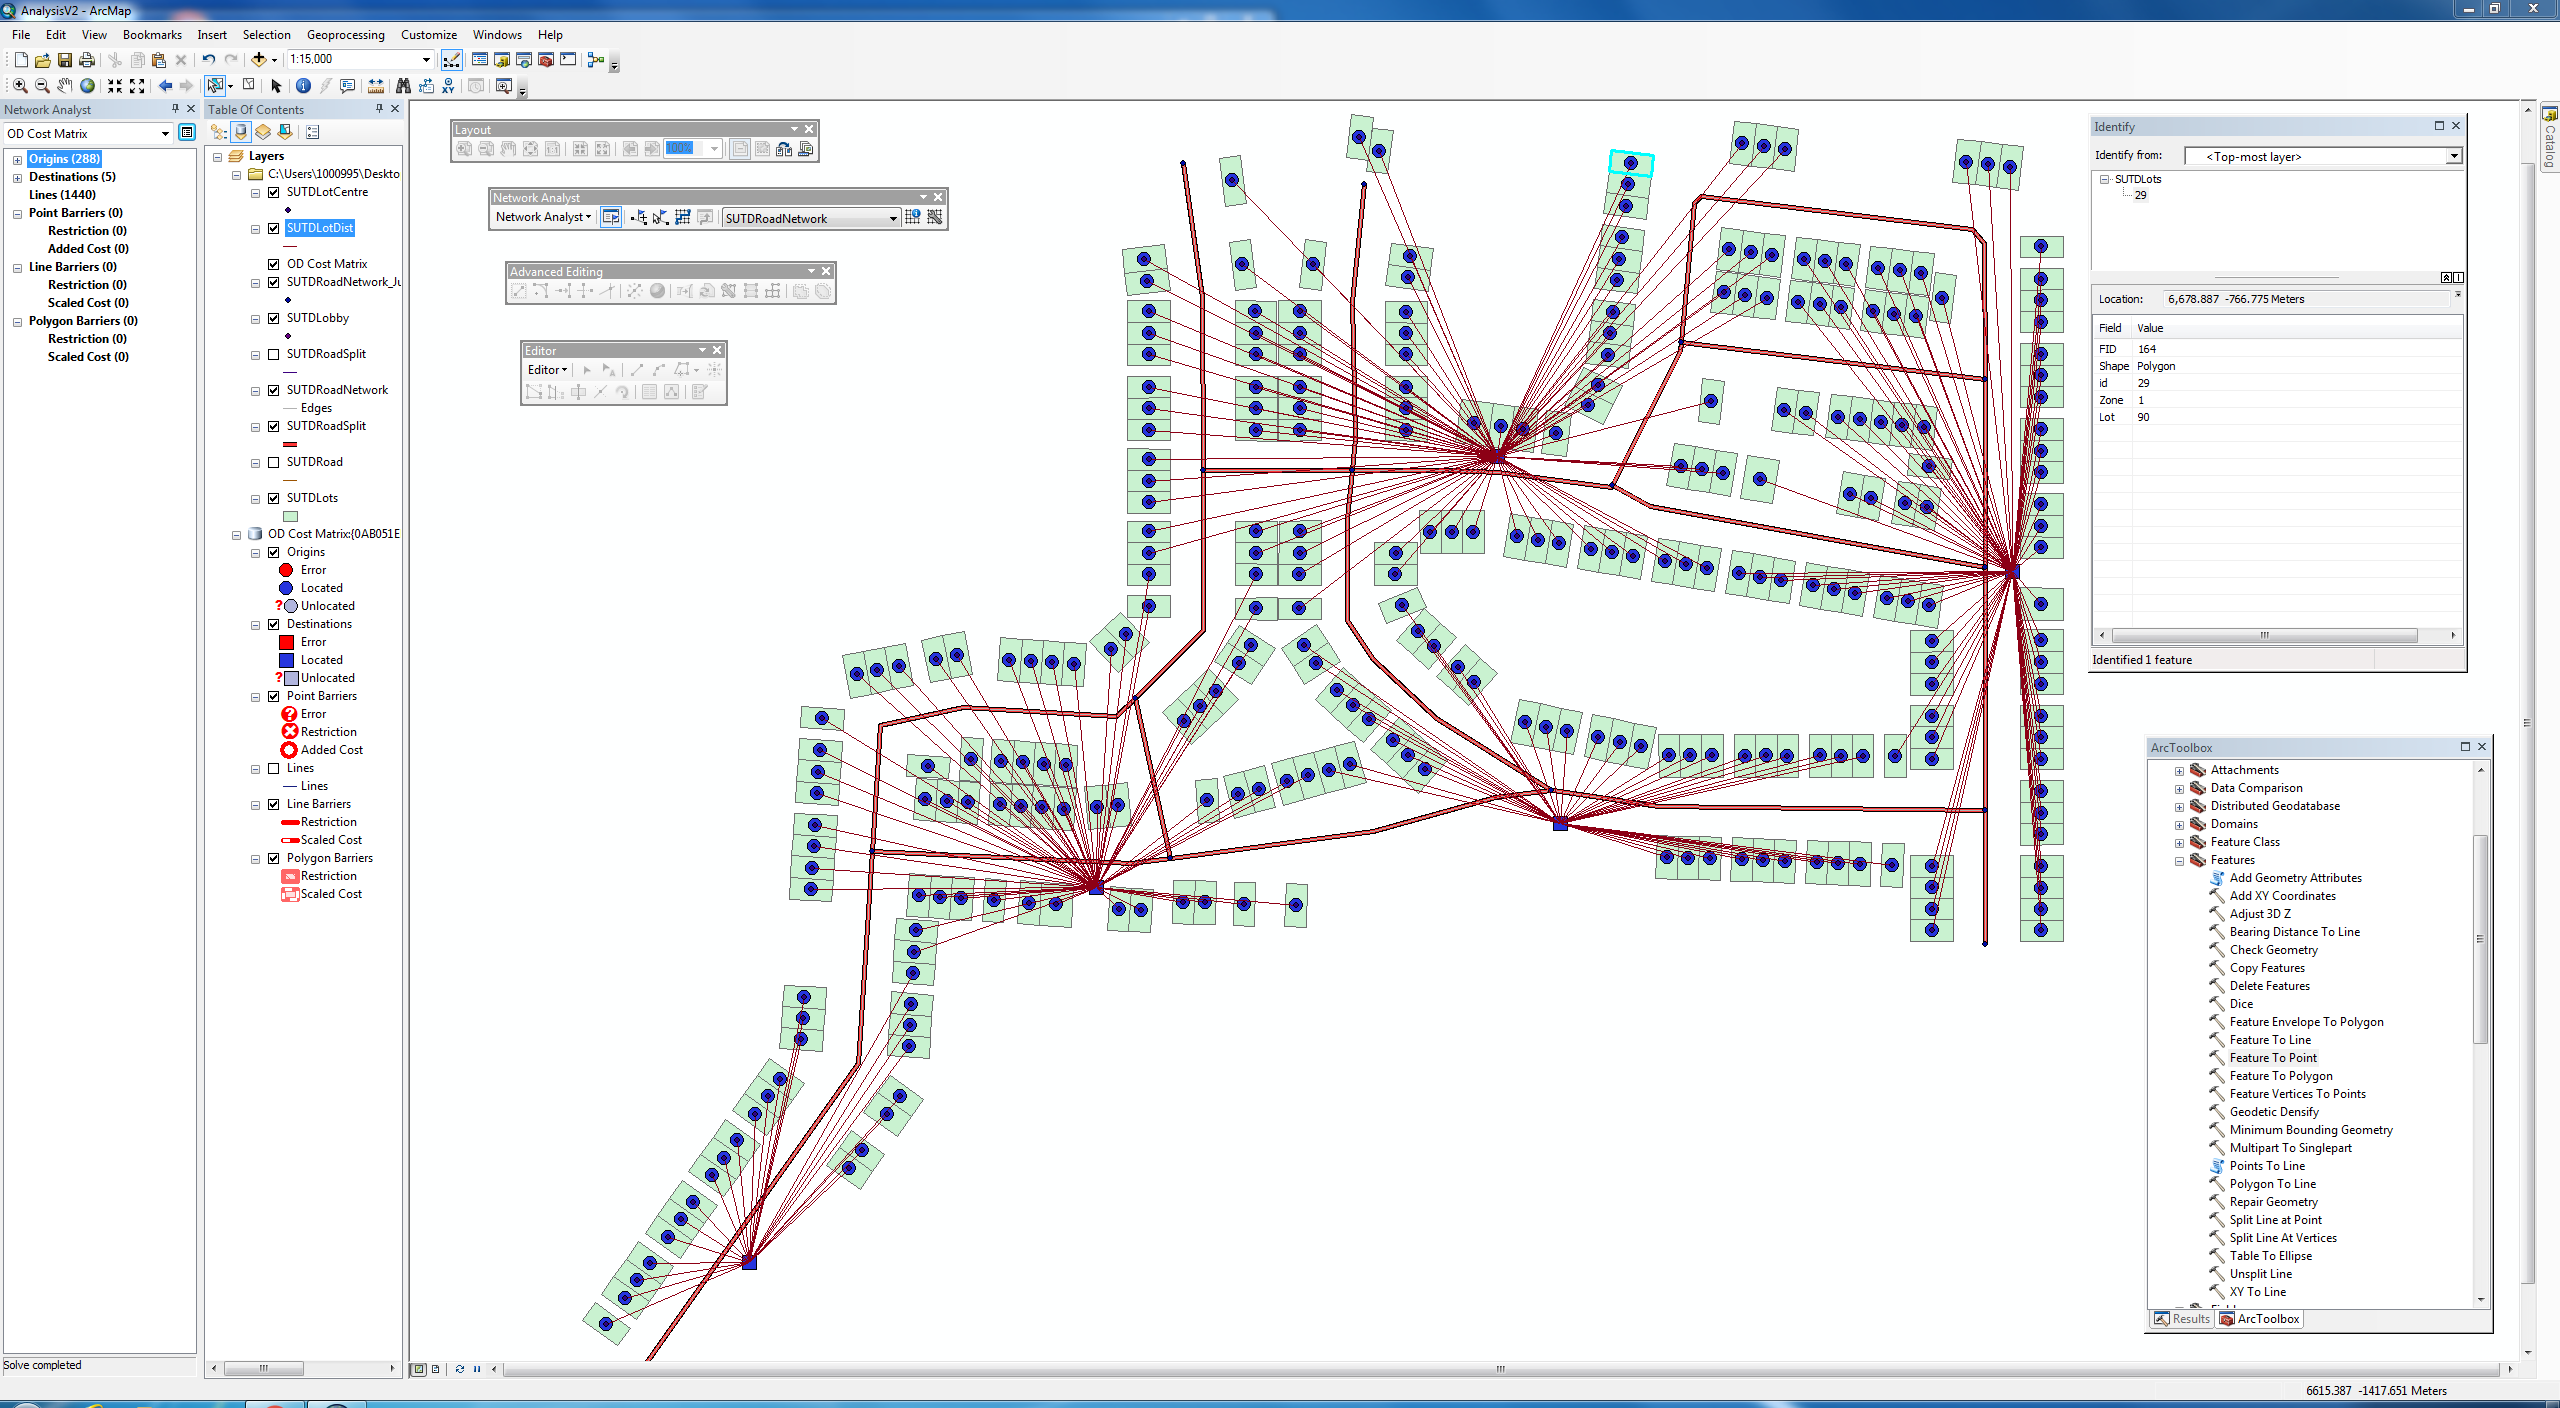 AnalysisV2 - ArcMap
File Edit View Bookmarks Insert Selection Geoprocessing Customize Windows Help
1:15,000
Network Analyst
OD Cost Matrix
Origins (288)
Destinations (5)
Lines (1440)
Point Barriers (0)
Restriction (0)
Added Cost (0)
Line Barriers (0)
Restriction (0)
Scaled Cost (0)
Polygon Barriers (0)
Restriction (0)
Scaled Cost (0)
Solve completed
Table Of Contents
Layers
C:\Users\1000995\Deskto
SUTDLotCentre
SUTDLotDist
OD Cost Matrix
SUTDRoadNetwork_Ju
SUTDLobby
SUTDRoadSplit
SUTDRoadNetwork
Edges
SUTDRoadSplit
SUTDRoad
SUTDLots
OD Cost Matrix:{0AB051E
Origins
Error
Located
? Unlocated
Destinations
Error
Located
? Unlocated
Point Barriers
Error
Restriction
Added Cost
Lines
Lines
Line Barriers
Restriction
Scaled Cost
Polygon Barriers
Restriction
Scaled Cost
Layout
100%
Network Analyst
Network Analyst
SUTDRoadNetwork
Advanced Editing
Editor
Editor
Identify
Identify from: <Top-most layer>
SUTDLots
29
Location: 6,678.887 -766.775 Meters
Field Value
FID 164
Shape Polygon
id 29
Zone 1
Lot 90
Identified 1 feature
Catalog
ArcToolbox
Attachments
Data Comparison
Distributed Geodatabase
Domains
Feature Class
Features
Add Geometry Attributes
Add XY Coordinates
Adjust 3D Z
Bearing Distance To Line
Check Geometry
Copy Features
Delete Features
Dice
Feature Envelope To Polygon
Feature To Line
Feature To Point
Feature To Polygon
Feature Vertices To Points
Geodetic Densify
Minimum Bounding Geometry
Multipart To Singlepart
Points To Line
Polygon To Line
Repair Geometry
Split Line at Point
Split Line At Vertices
Table To Ellipse
Unsplit Line
XY To Line
Results ArcToolbox
6615.387 -1417.651 Meters